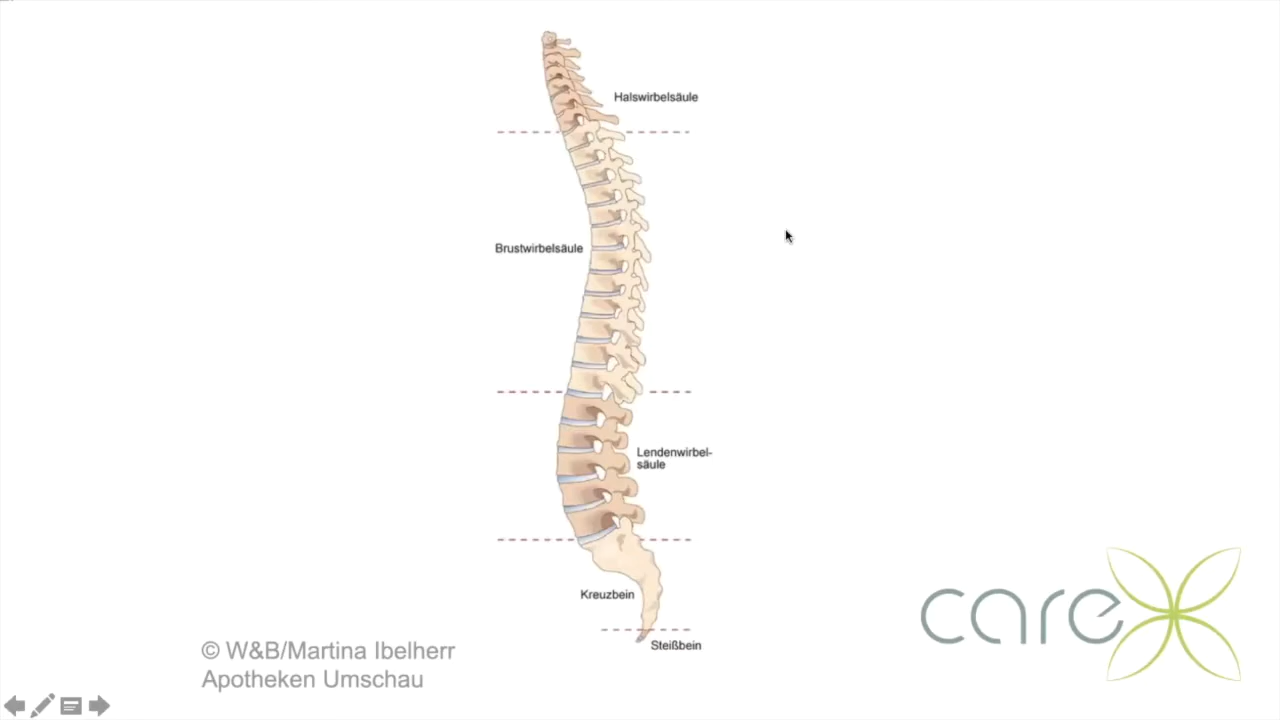 Halswirbelsäule
Brustwirbelsäule
Lendenwirbel-
säule
Kreuzbein
Steißbein
© W&B/Martina Ibelherr
Apotheken Umschau
care